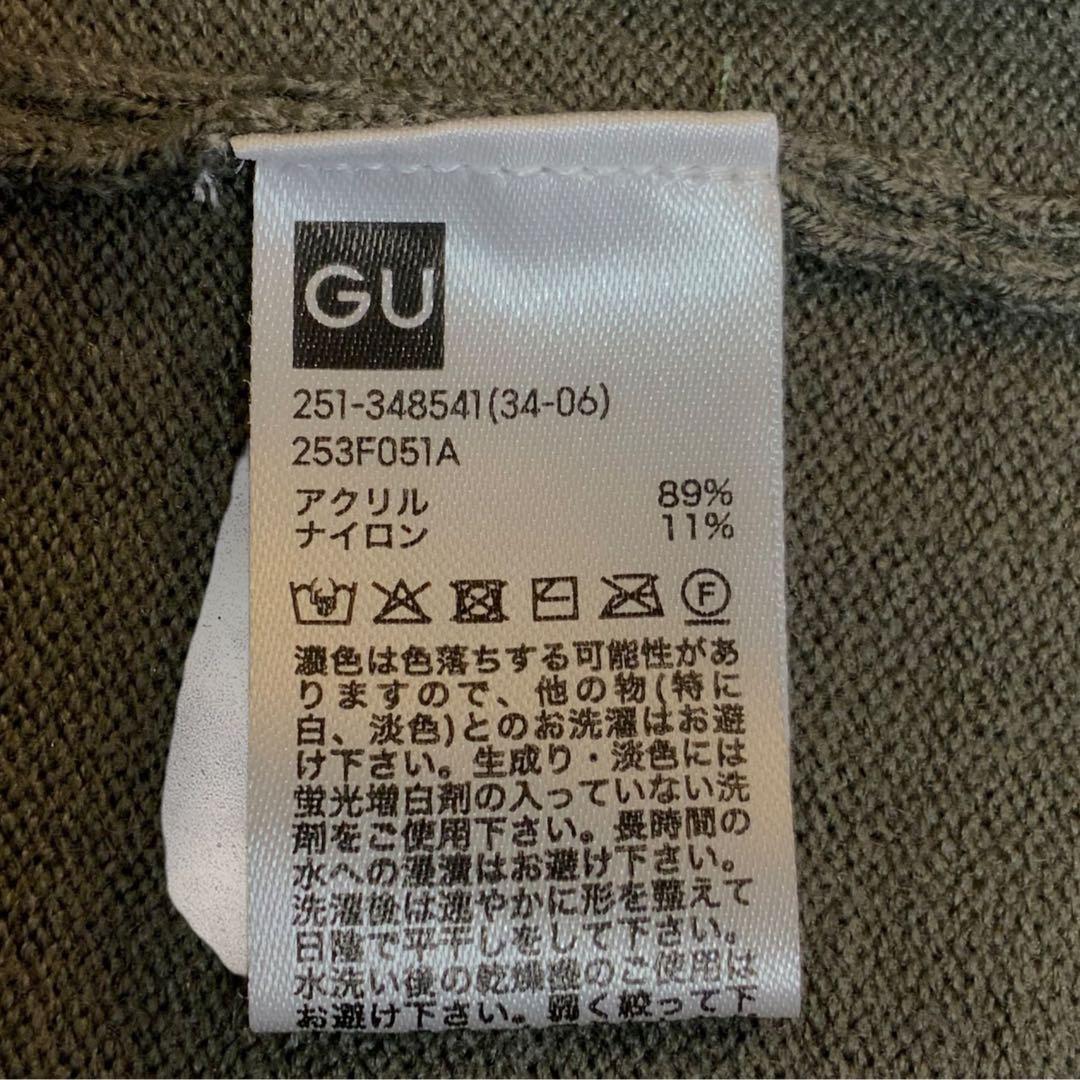 GU
251-348541(34-06)
253F051A
アクリル 89%
ナイロン 11%
F
濃色は色落ちする可能性があ
りますので、他の物(特に
白、淡色)とのお洗濯はお避
け下さい。生成り・淡色には
蛍光増白剤の入っていない洗
剤をご使用下さい。長時間の
水への浸漬はお避け下さい。
洗濯後は速やかに形を整えて
日陰で平干しをして下さい。
水洗い後の乾燥機のご使用は
お避け下さい。弱く絞って下